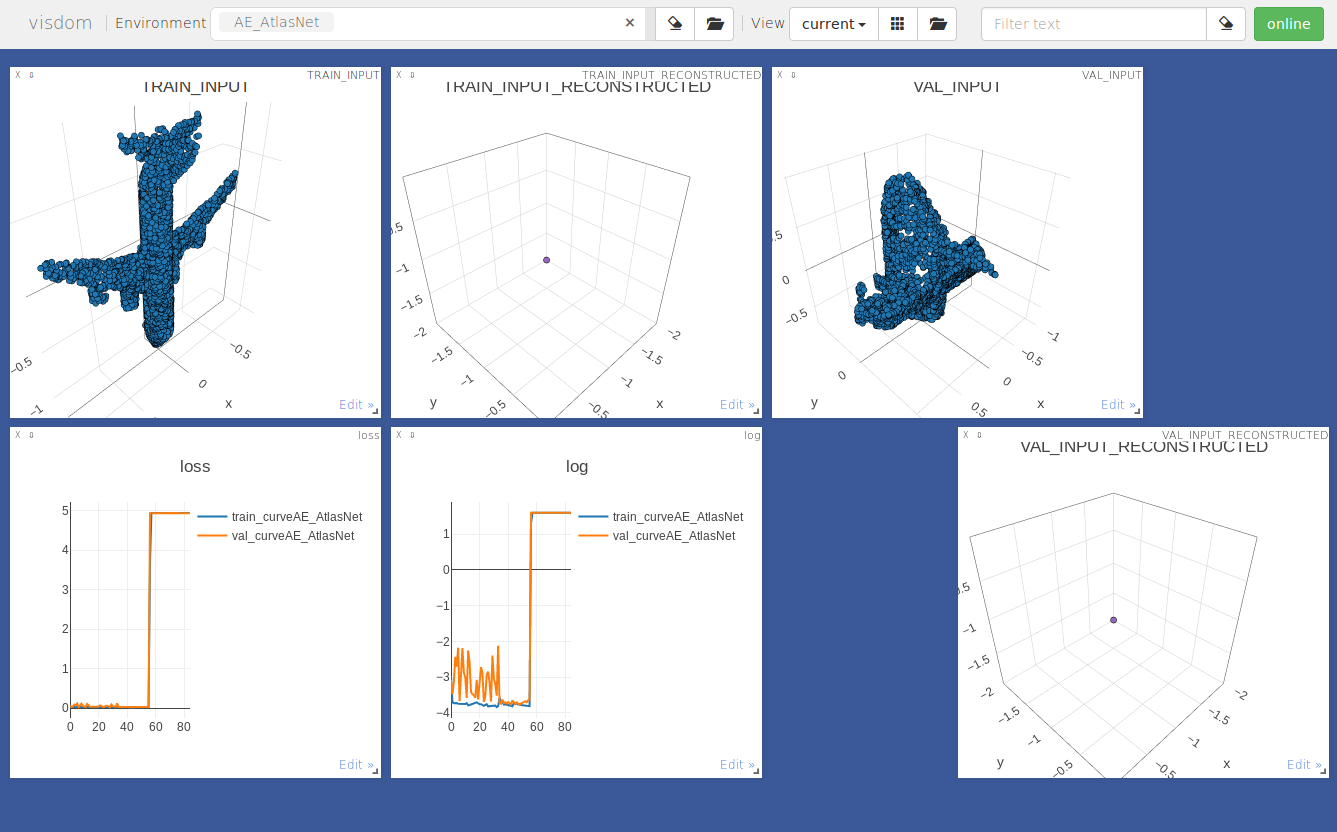 visdom Environment AE_AtlasNet × View current Filter text online
X TRAIN_INPUT
TRAIN_INPUT
−0.5
−1
0
−0.5
x
Edit »
X TRAIN_INPUT_RECONSTRUCTED
TRAIN_INPUT_RECONSTRUCTED
−1
−1.5
−2
−1.5
−1
−0.5
−2
−1.5
−1
−0.5
y
x
Edit »
X VAL_INPUT
VAL_INPUT
0
−0.5
0
−1
−0.5
0
0.5
y
x
Edit »
X loss
loss
5
4
3
2
1
0
0 20 40 60 80
train_curveAE_AtlasNet
val_curveAE_AtlasNet
Edit »
X log
log
1
0
−1
−2
−3
−4
0 20 40 60 80
train_curveAE_AtlasNet
val_curveAE_AtlasNet
Edit »
X VAL_INPUT_RECONSTRUCTED
VAL_INPUT_RECONSTRUCTED
−1
−1.5
−2
−1.5
−1
−0.5
−2
−1.5
−1
−0.5
y
x
Edit »